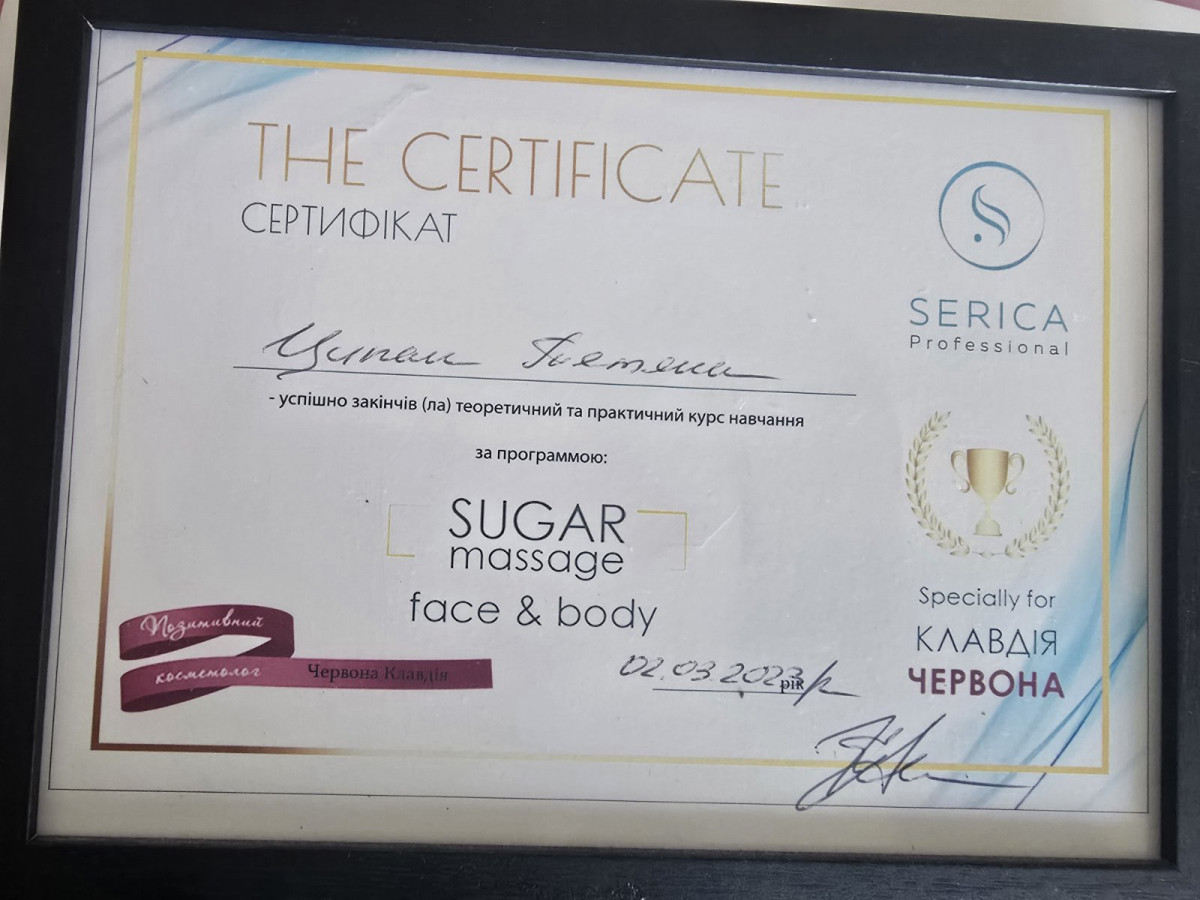 THE CERTIFICATE
СЕРТИФІКАТ
SERICA
Professional
Тетяна
- успішно закінчів (ла) теоретичний та практичний курс навчання
за программою:
SUGAR
massage
face & body
Specially for
КЛАВДІЯ
ЧЕРВОНА
Позитивний
косметолог
Червона Клавдія
02.03.2023
рік